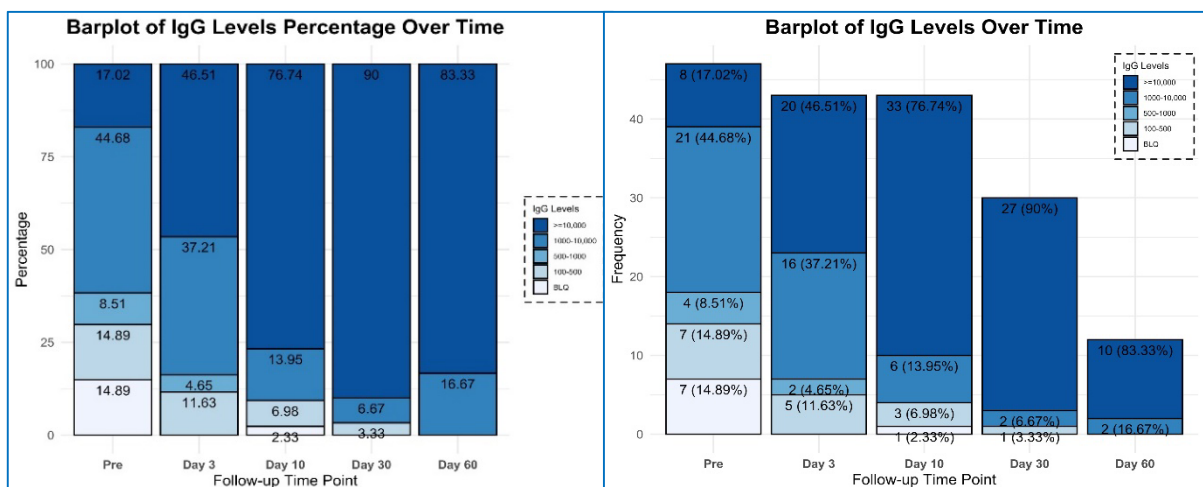 Barplot of IgG Levels Percentage Over Time
Percentage
100
75
50
25
0
17.02
44.68
8.51
14.89
14.89
46.51
37.21
4.65
11.63
76.74
13.95
6.98
2.33
90
6.67
3.33
83.33
16.67
Pre
Day 3
Day 10
Day 30
Day 60
Follow-up Time Point
IgG Levels
>=10,000
1000-10,000
500-1000
100-500
BLQ
Barplot of IgG Levels Over Time
Frequency
40
30
20
10
0
8 (17.02%)
21 (44.68%)
4 (8.51%)
7 (14.89%)
7 (14.89%)
20 (46.51%)
16 (37.21%)
2 (4.65%)
5 (11.63%)
33 (76.74%)
6 (13.95%)
3 (6.98%)
1 (2.33%)
27 (90%)
2 (6.67%)
1 (3.33%)
10 (83.33%)
2 (16.67%)
Pre
Day 3
Day 10
Day 30
Day 60
Follow-up Time Point
IgG Levels
>=10,000
1000-10,000
500-1000
100-500
BLQ